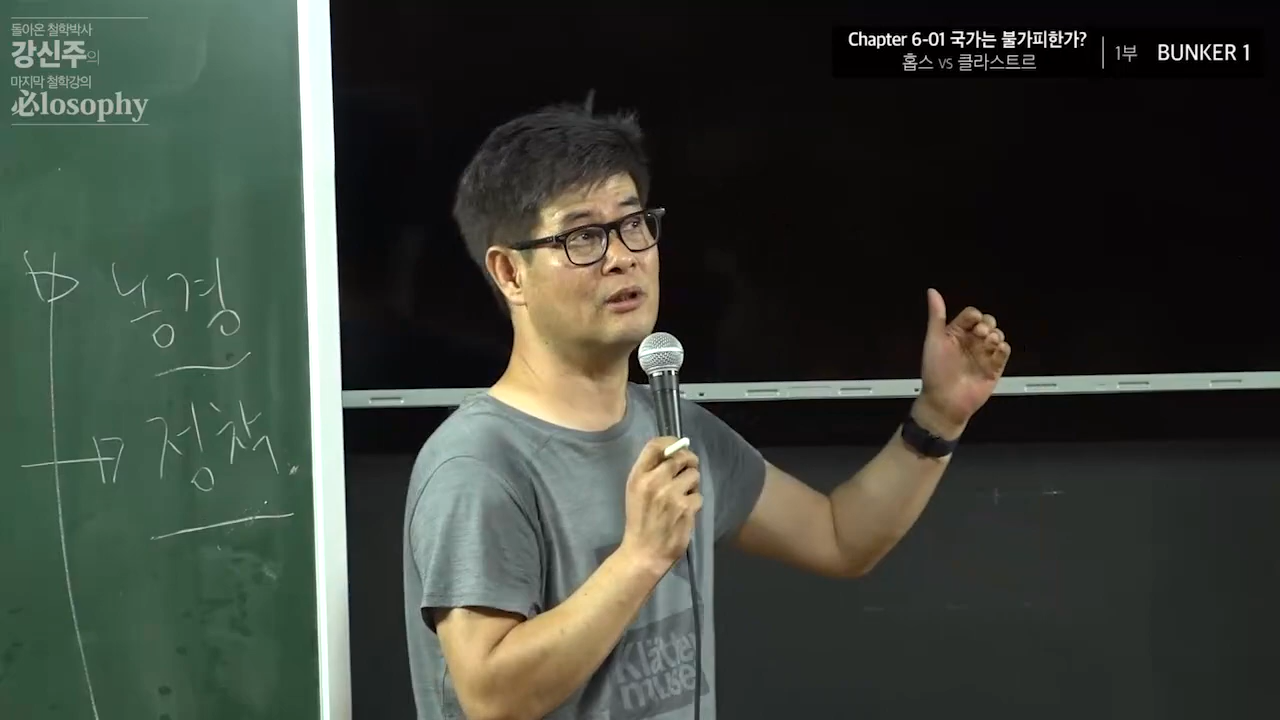 돌아온 철학박사
강신주의
마지막 철학강의
必losophy
Chapter 6-01 국가는 불가피한가?
홉스 vs 클라스트르
1부
BUNKER 1
농경
정착
Klätter
musen